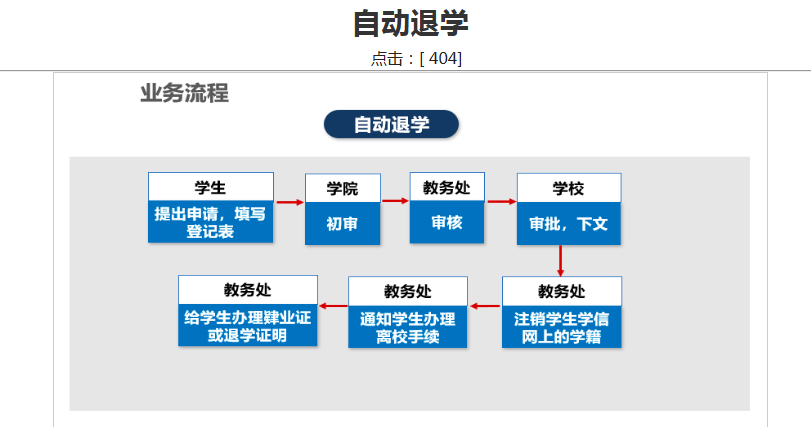 自动退学
点击：[ 404]
业务流程
自动退学
学生
提出申请，填写
登记表
学院
初审
教务处
审核
学校
审批，下文
教务处
注销学生学信
网上的学籍
教务处
通知学生办理
离校手续
教务处
给学生办理肄业证
或退学证明